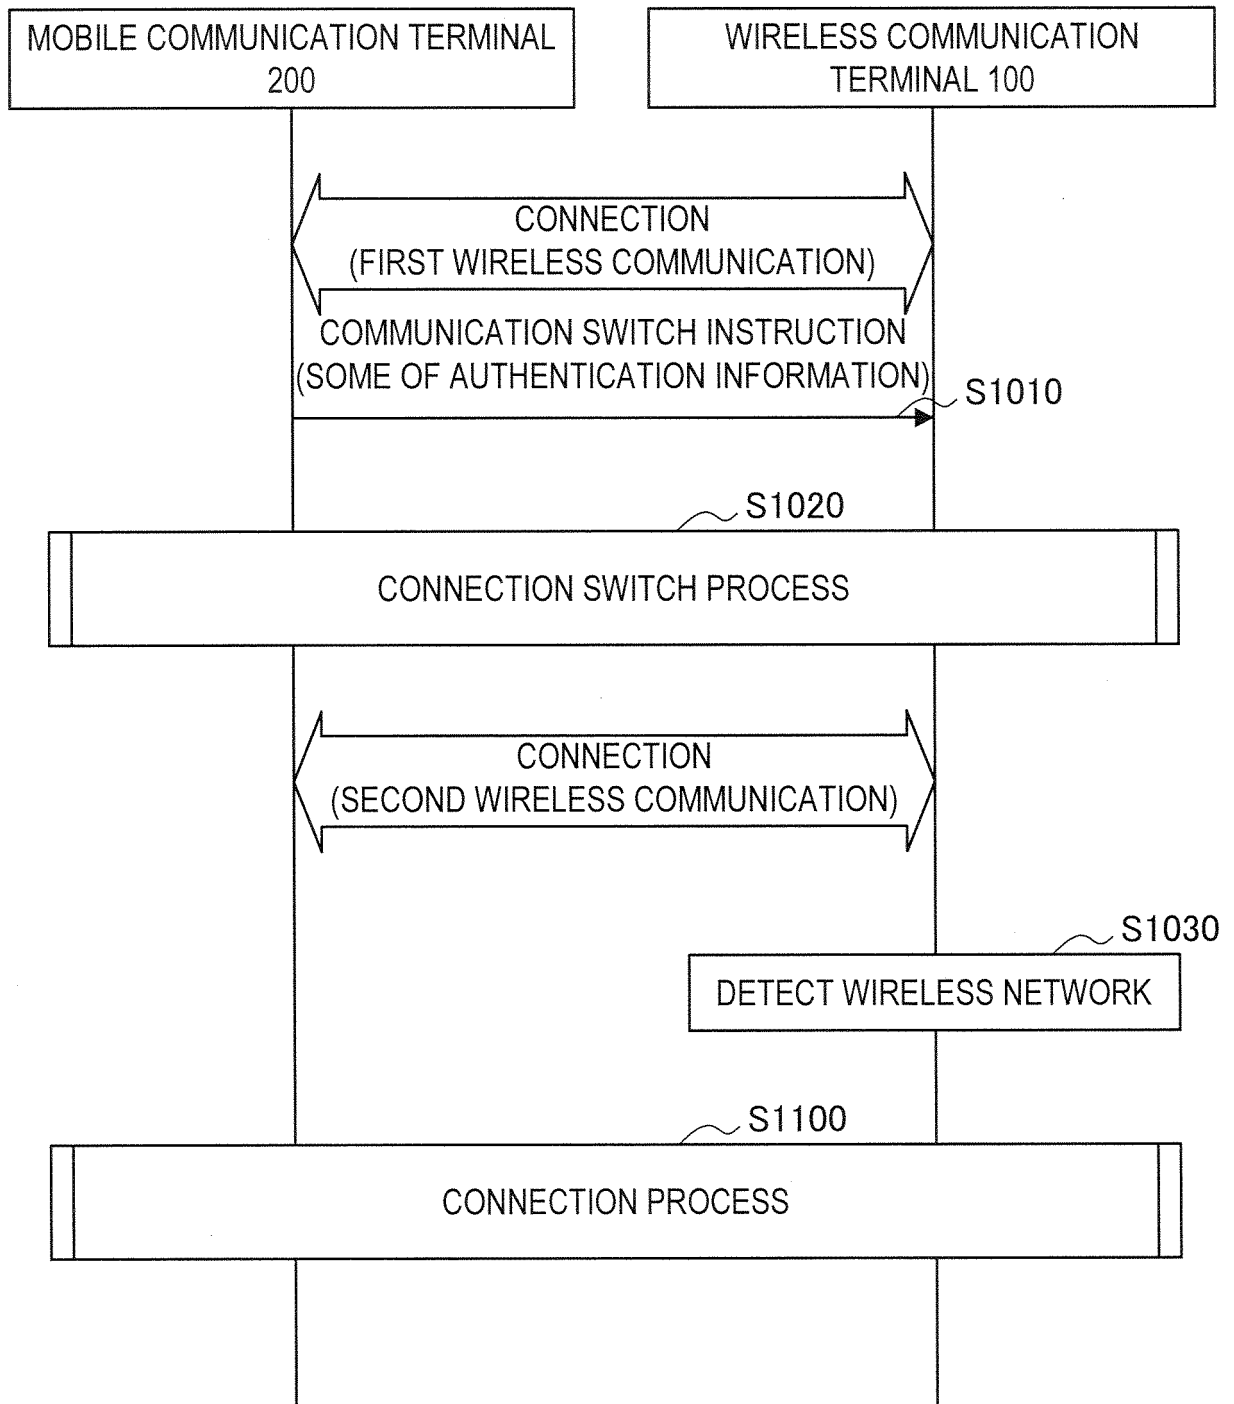 MOBILE COMMUNICATION TERMINAL
200
WIRELESS COMMUNICATION
TERMINAL 100
CONNECTION
(FIRST WIRELESS COMMUNICATION)
COMMUNICATION SWITCH INSTRUCTION
(SOME OF AUTHENTICATION INFORMATION)
S1010
S1020
CONNECTION SWITCH PROCESS
CONNECTION
(SECOND WIRELESS COMMUNICATION)
S1030
DETECT WIRELESS NETWORK
S1100
CONNECTION PROCESS